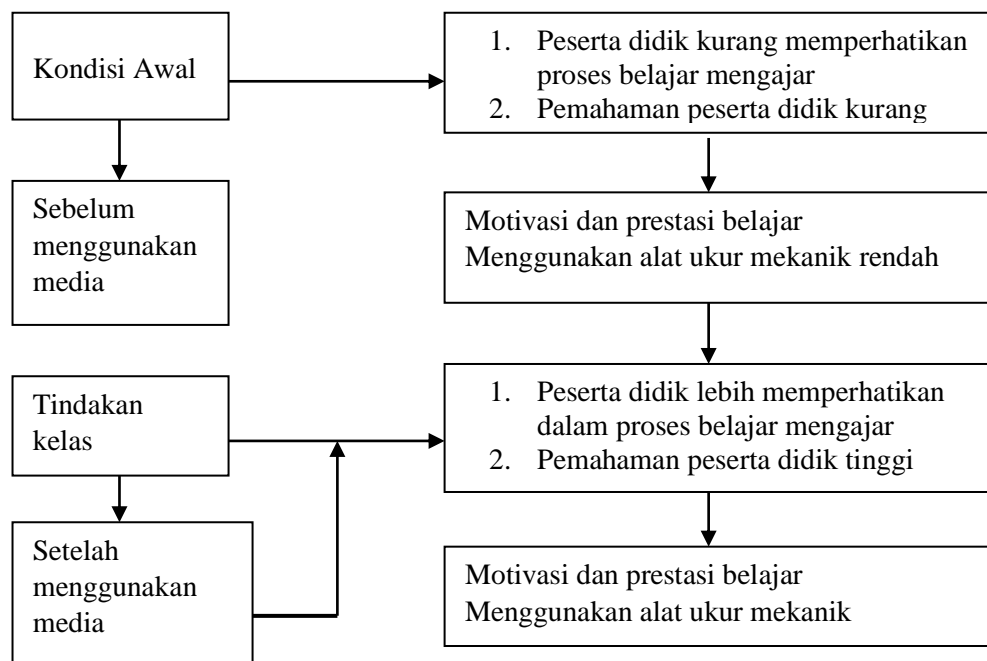 Kondisi Awal
1. Peserta didik kurang memperhatikan
proses belajar mengajar
2. Pemahaman peserta didik kurang
Sebelum
menggunakan
media
Motivasi dan prestasi belajar
Menggunakan alat ukur mekanik rendah
Tindakan
kelas
1. Peserta didik lebih memperhatikan
dalam proses belajar mengajar
2. Pemahaman peserta didik tinggi
Setelah
menggunakan
media
Motivasi dan prestasi belajar
Menggunakan alat ukur mekanik